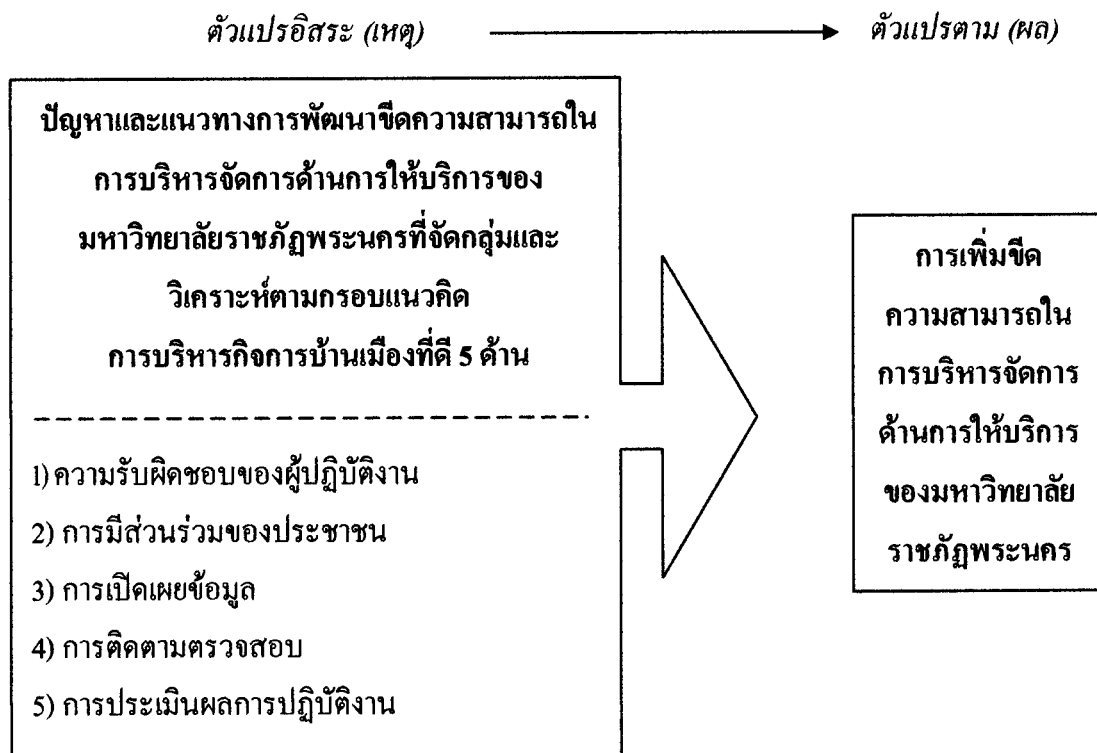 ตัวแปรอิสระ (เหตุ) ตัวแปรตาม (ผล)
ปัญหาและแนวทางการพัฒนาขีดความสามารถใน
การบริหารจัดการด้านการให้บริการของ
มหาวิทยาลัยราชภัฏพระนครที่จัดกลุ่มและ
วิเคราะห์ตามกรอบแนวคิด
การบริหารกิจการบ้านเมืองที่ดี 5 ด้าน
1) ความรับผิดชอบของผู้ปฏิบัติงาน
2) การมีส่วนร่วมของประชาชน
3) การเปิดเผยข้อมูล
4) การติดตามตรวจสอบ
5) การประเมินผลการปฏิบัติงาน
การเพิ่มขีด
ความสามารถใน
การบริหารจัดการ
ด้านการให้บริการ
ของมหาวิทยาลัย
ราชภัฏพระนคร